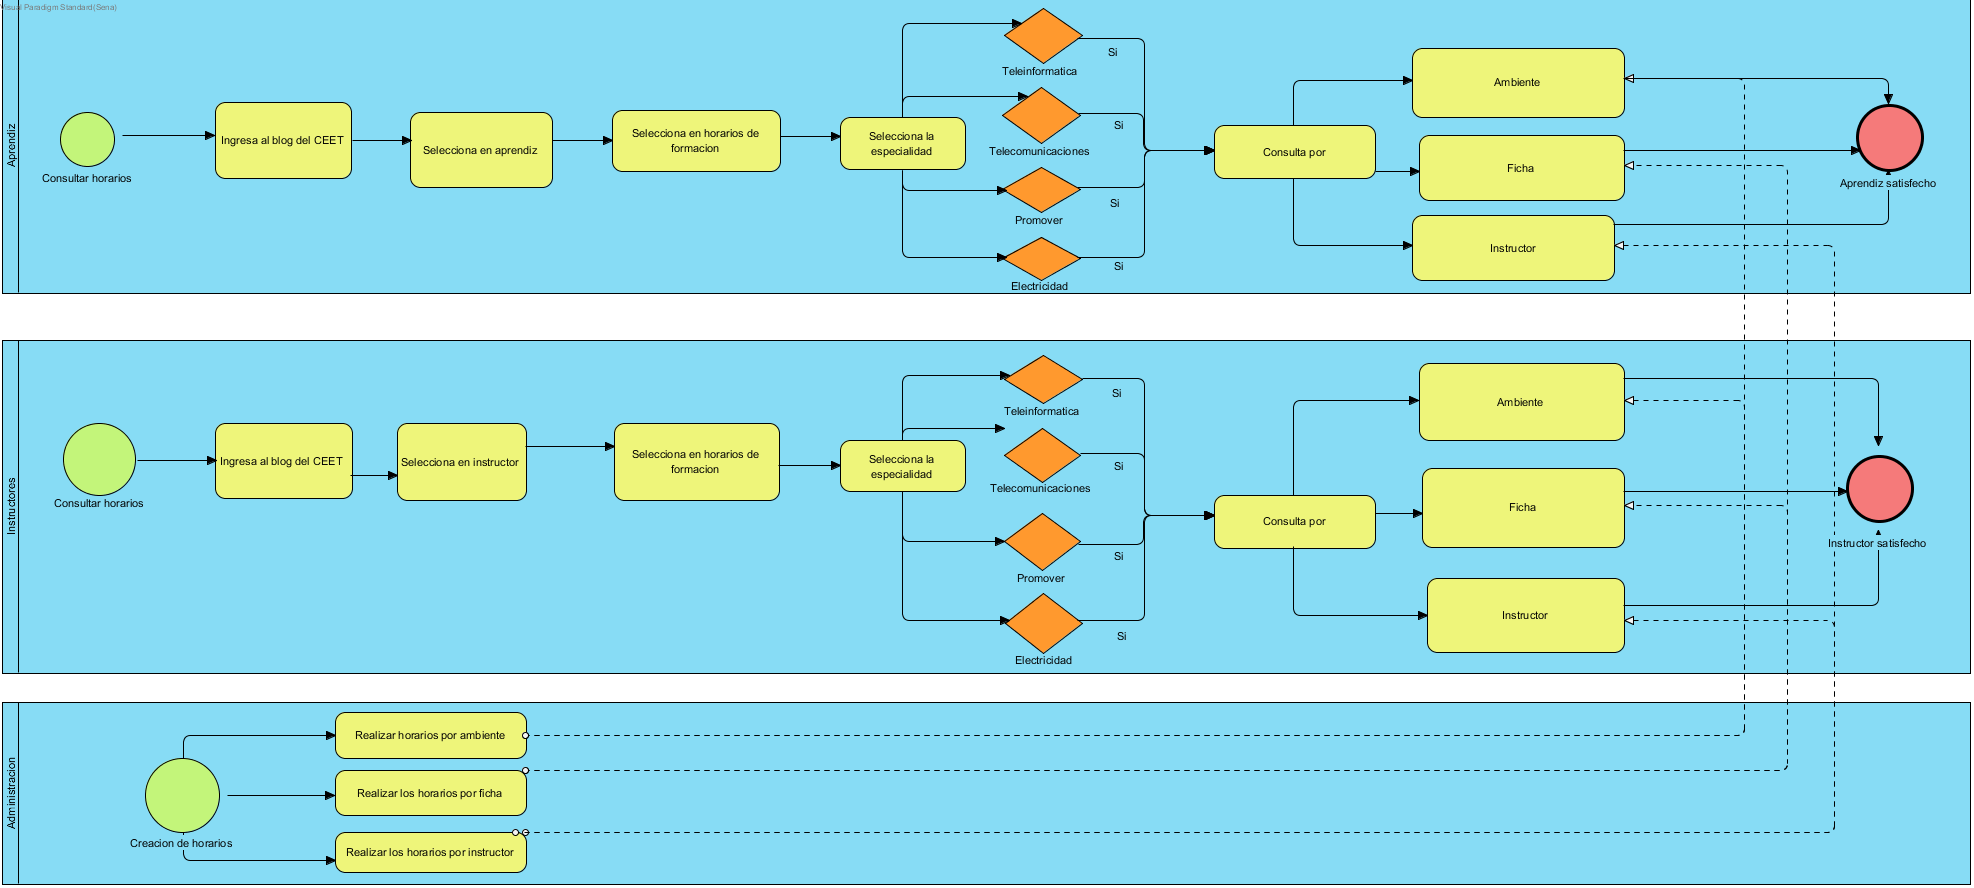 Visual Paradigm Standard(Sena)
Aprendiz
Consultar horarios
Ingresa al blog del CEET
Selecciona en aprendiz
Selecciona en horarios de
formacion
Selecciona la
especialidad
Teleinformatica
Si
Telecomunicaciones
Si
Promover
Si
Electricidad
Si
Consulta por
Ambiente
Ficha
Instructor
Aprendiz satisfecho
Instructores
Consultar horarios
Ingresa al blog del CEET
Selecciona en instructor
Selecciona en horarios de
formacion
Selecciona la
especialidad
Teleinformatica
Si
Telecomunicaciones
Si
Promover
Si
Electricidad
Si
Consulta por
Ambiente
Ficha
Instructor
Instructor satisfecho
Administracion
Creacion de horarios
Realizar horarios por ambiente
Realizar los horarios por ficha
Realizar los horarios por instructor